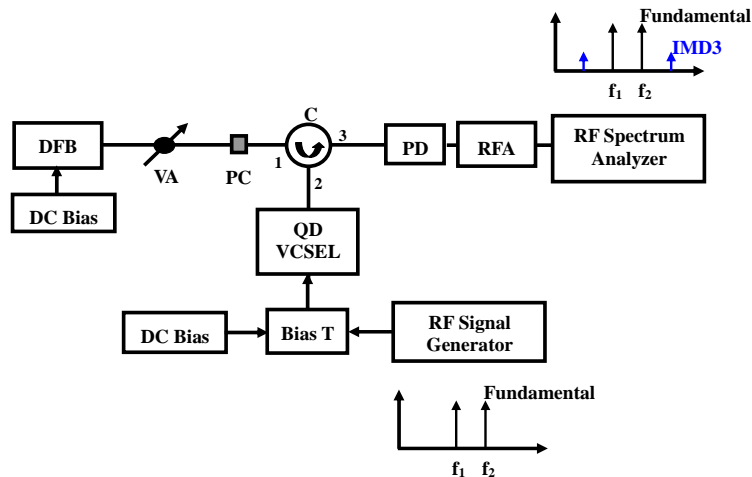 Fundamental
IMD3
f1 f2
C
DFB
VA
PC
1
2
3
PD
RFA
RF Spectrum
Analyzer
DC Bias
QD
VCSEL
DC Bias
Bias T
RF Signal
Generator
Fundamental
f1 f2